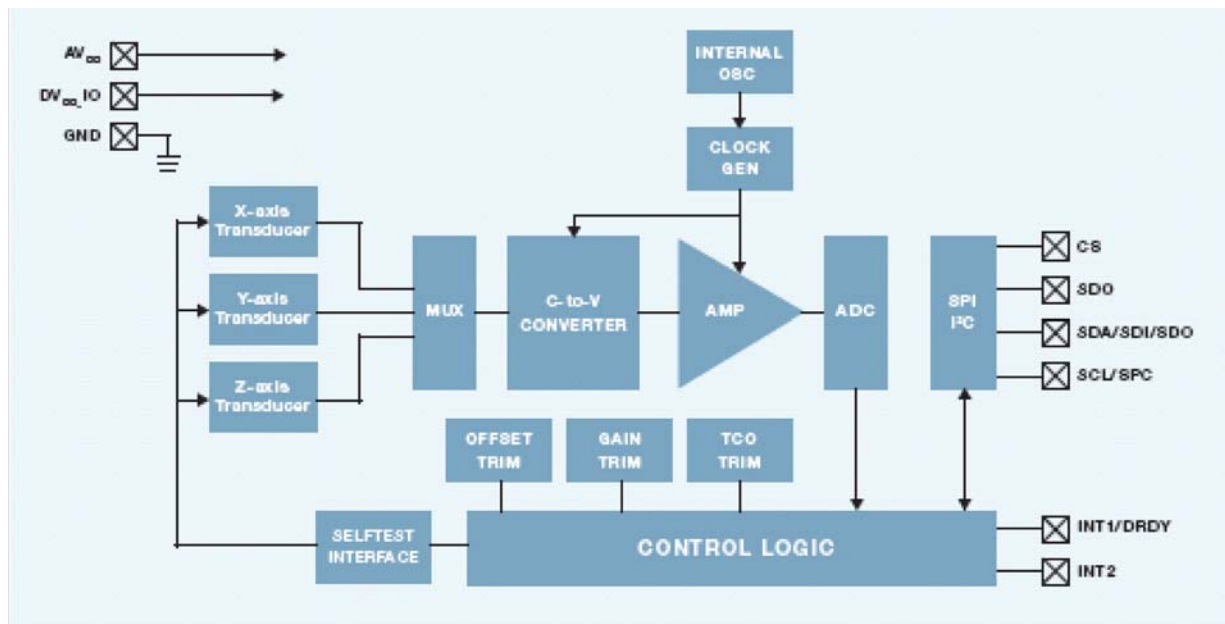 AVDD
INTERNAL
OSC
DVDD_IO
GND
CLOCK
GEN
X-axis
Transducer
Y-axis
Transducer
Z-axis
Transducer
MUX
C-to-V
CONVERTER
AMP
ADC
SPI
I²C
CS
SDO
SDA/SDI/SDO
SCL/SPC
OFFSET
TRIM
GAIN
TRIM
TCO
TRIM
SELFTEST
INTERFACE
CONTROL LOGIC
INT1/DRDY
INT2